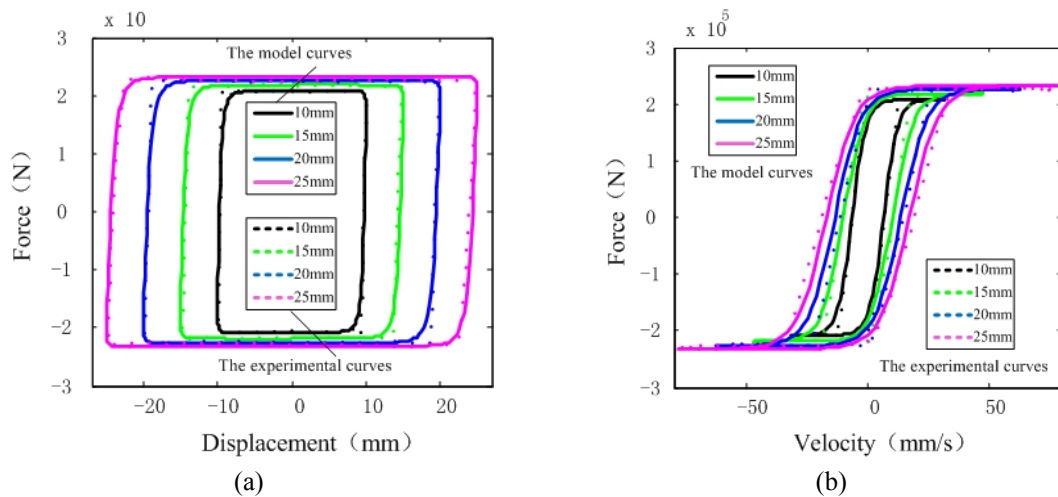 x 10
3
2
1
0
-1
-2
-3
Force (N)
The model curves
10mm
15mm
20mm
25mm
10mm
15mm
20mm
25mm
The experimental curves
-20
-10
0
10
20
Displacement (mm)
(a)
x 10^5
3
2
1
0
-1
-2
-3
Force (N)
10mm
15mm
20mm
25mm
The model curves
10mm
15mm
20mm
25mm
The experimental curves
-50
0
50
Velocity (mm/s)
(b)